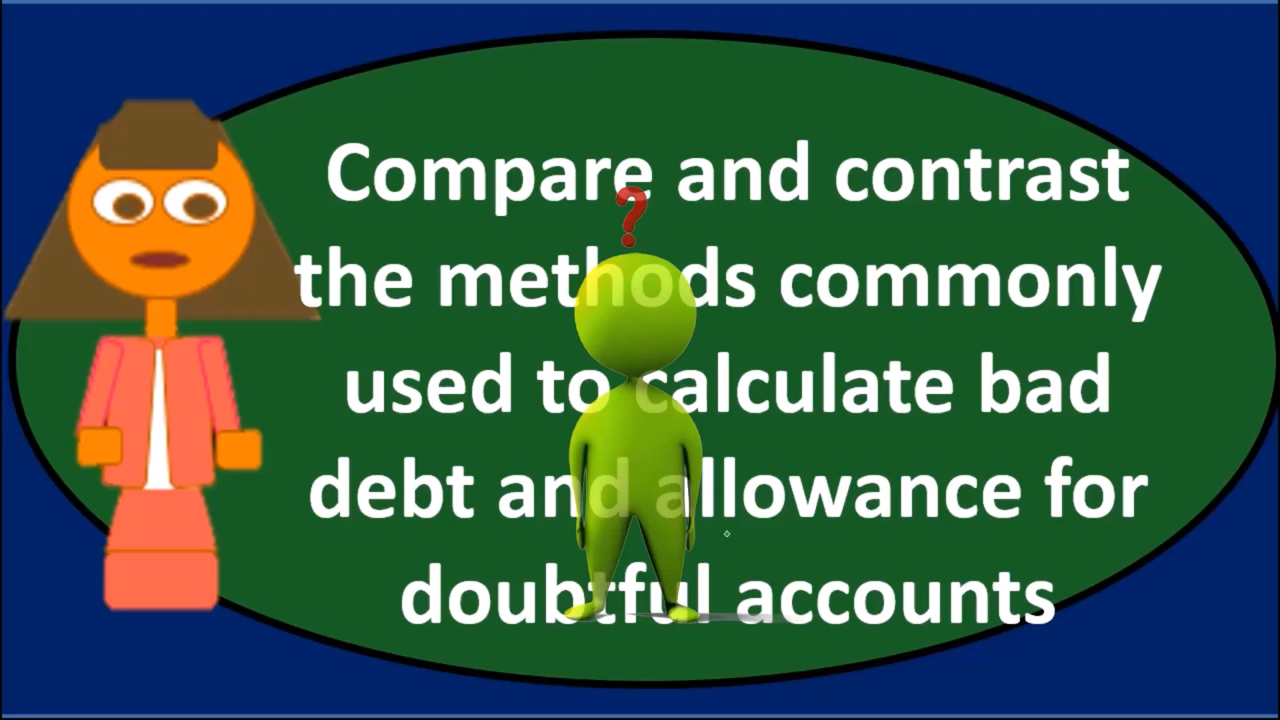 Compare and contrast
?
the methods commonly
used to calculate bad
debt and allowance for
doubtful accounts